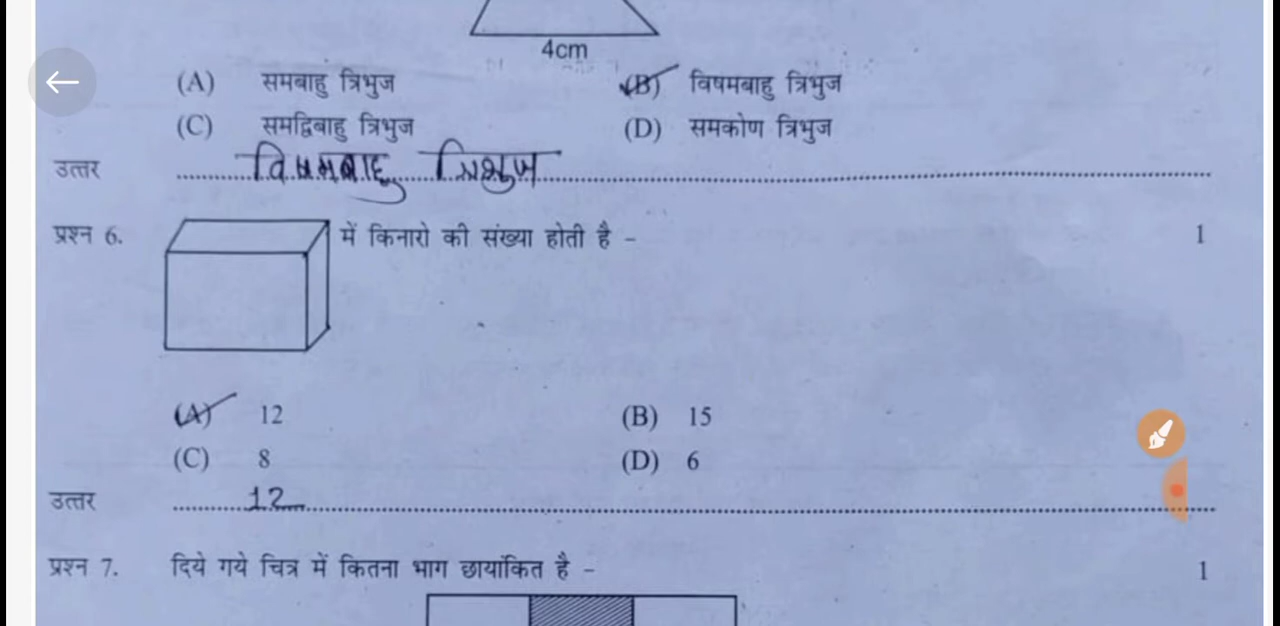 4cm
(A) समबाहु त्रिभुज (B) विषमबाहु त्रिभुज
(C) समद्विबाहु त्रिभुज (D) समकोण त्रिभुज
उत्तर विषमबाहु त्रिभुज
प्रश्न 6. में किनारो की संख्या होती है - 1
(A) 12 (B) 15
(C) 8 (D) 6
उत्तर 12
प्रश्न 7. दिये गये चित्र में कितना भाग छायांकित है - 1